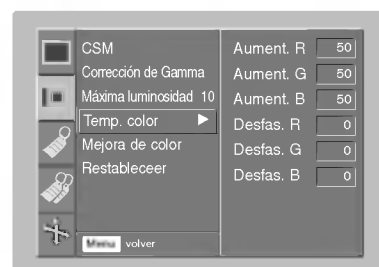 CSM
Corrección de Gamma
Máxima luminosidad 10
Temp. color
Mejora de color
Restableceer
Menu volver
Aument. R 50
Aument. G 50
Aument. B 50
Desfas. R 0
Desfas. G 0
Desfas. B 0